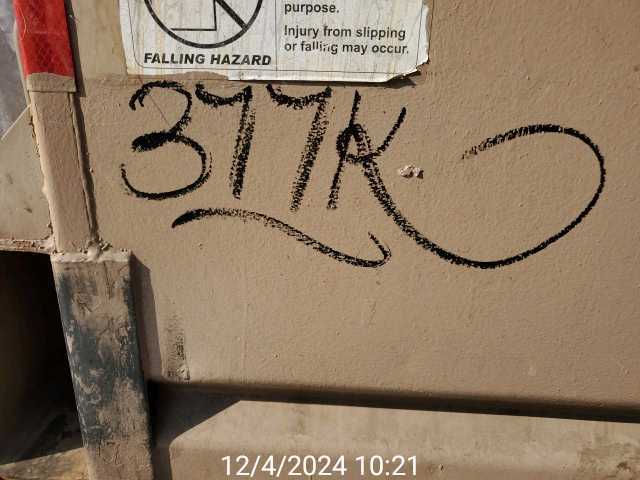 purpose.
Injury from slipping
or falling may occur.
FALLING HAZARD
377K
12/4/2024 10:21